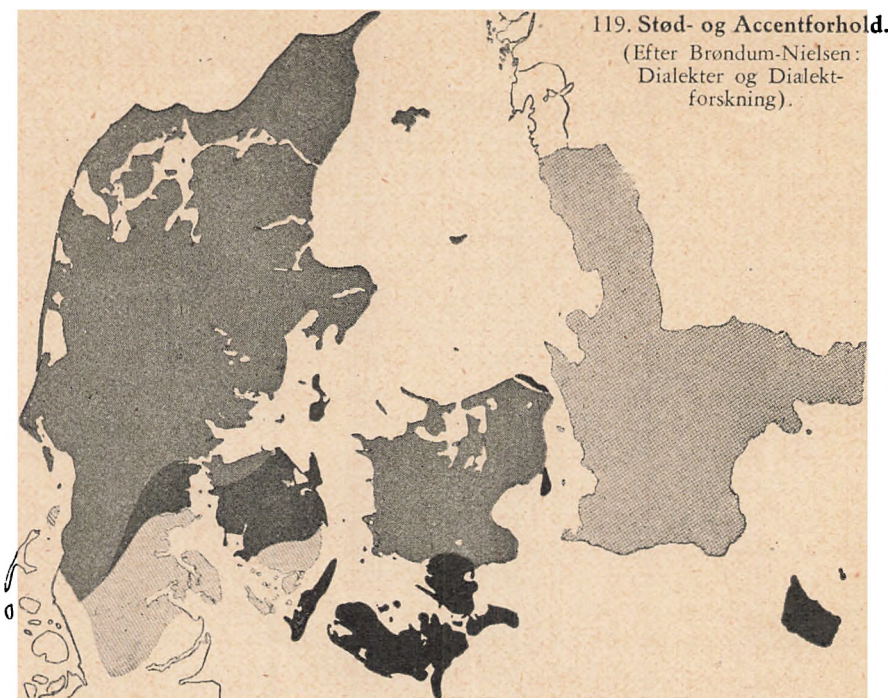 119. Stød- og Accentforhold.
(Efter Brøndum-Nielsen:
Dialekter og Dialekt-
forskning).